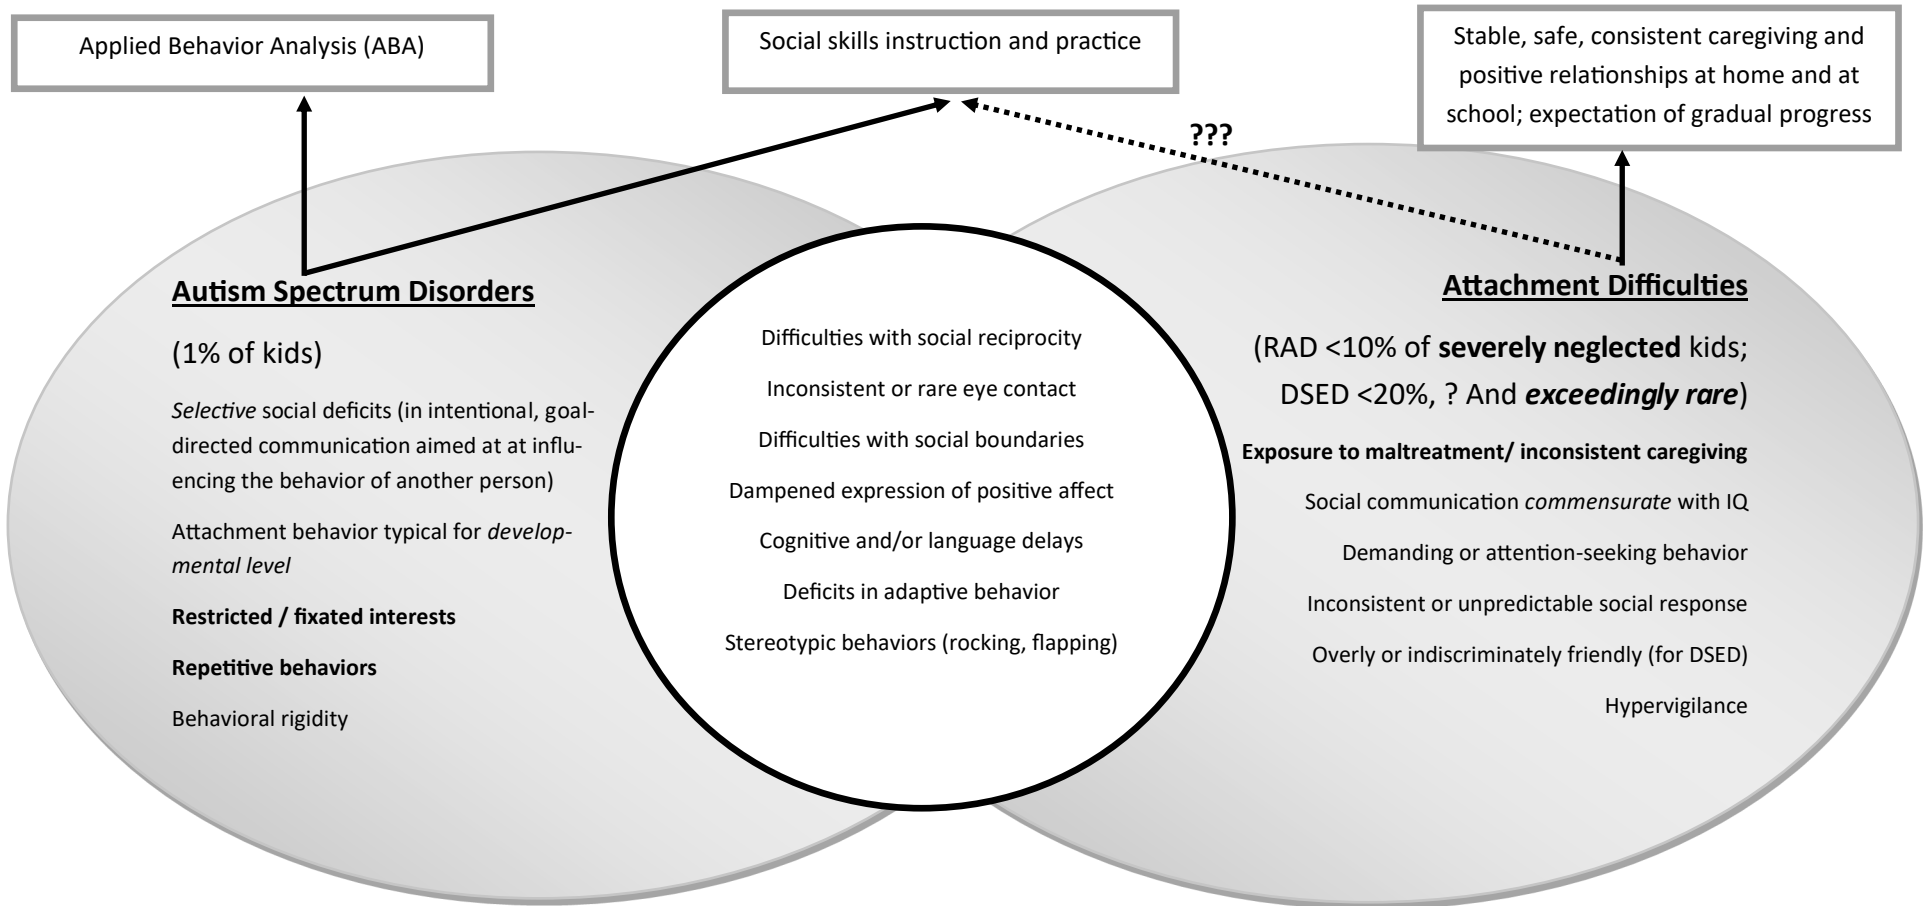 Applied Behavior Analysis (ABA)
Social skills instruction and practice
Stable, safe, consistent caregiving and
positive relationships at home and at
school; expectation of gradual progress
???
Autism Spectrum Disorders
(1% of kids)
Selective social deficits (in intentional, goal-
directed communication aimed at at influ-
encing the behavior of another person)
Attachment behavior typical for develop-
mental level
Restricted / fixated interests
Repetitive behaviors
Behavioral rigidity
Difficulties with social reciprocity
Inconsistent or rare eye contact
Difficulties with social boundaries
Dampened expression of positive affect
Cognitive and/or language delays
Deficits in adaptive behavior
Stereotypic behaviors (rocking, flapping)
Attachment Difficulties
(RAD <10% of severely neglected kids;
DSED <20%, ? And exceedingly rare)
Exposure to maltreatment/ inconsistent caregiving
Social communication commensurate with IQ
Demanding or attention-seeking behavior
Inconsistent or unpredictable social response
Overly or indiscriminately friendly (for DSED)
Hypervigilance